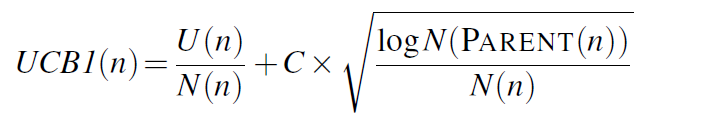 UCB1(n) = U(n)/N(n) + C × √(log N(PARENT(n))/N(n))